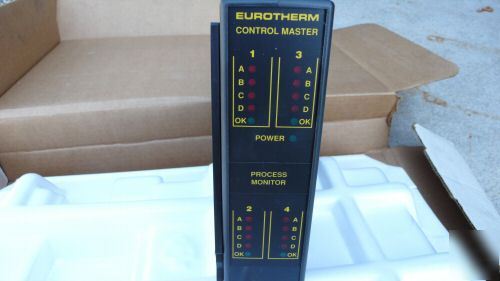 EUROTHERM
CONTROL MASTER
1 3
A A
B B
C C
D D
OK OK
POWER
PROCESS
MONITOR
2 4
A A
B B
C C
D D
OK OK